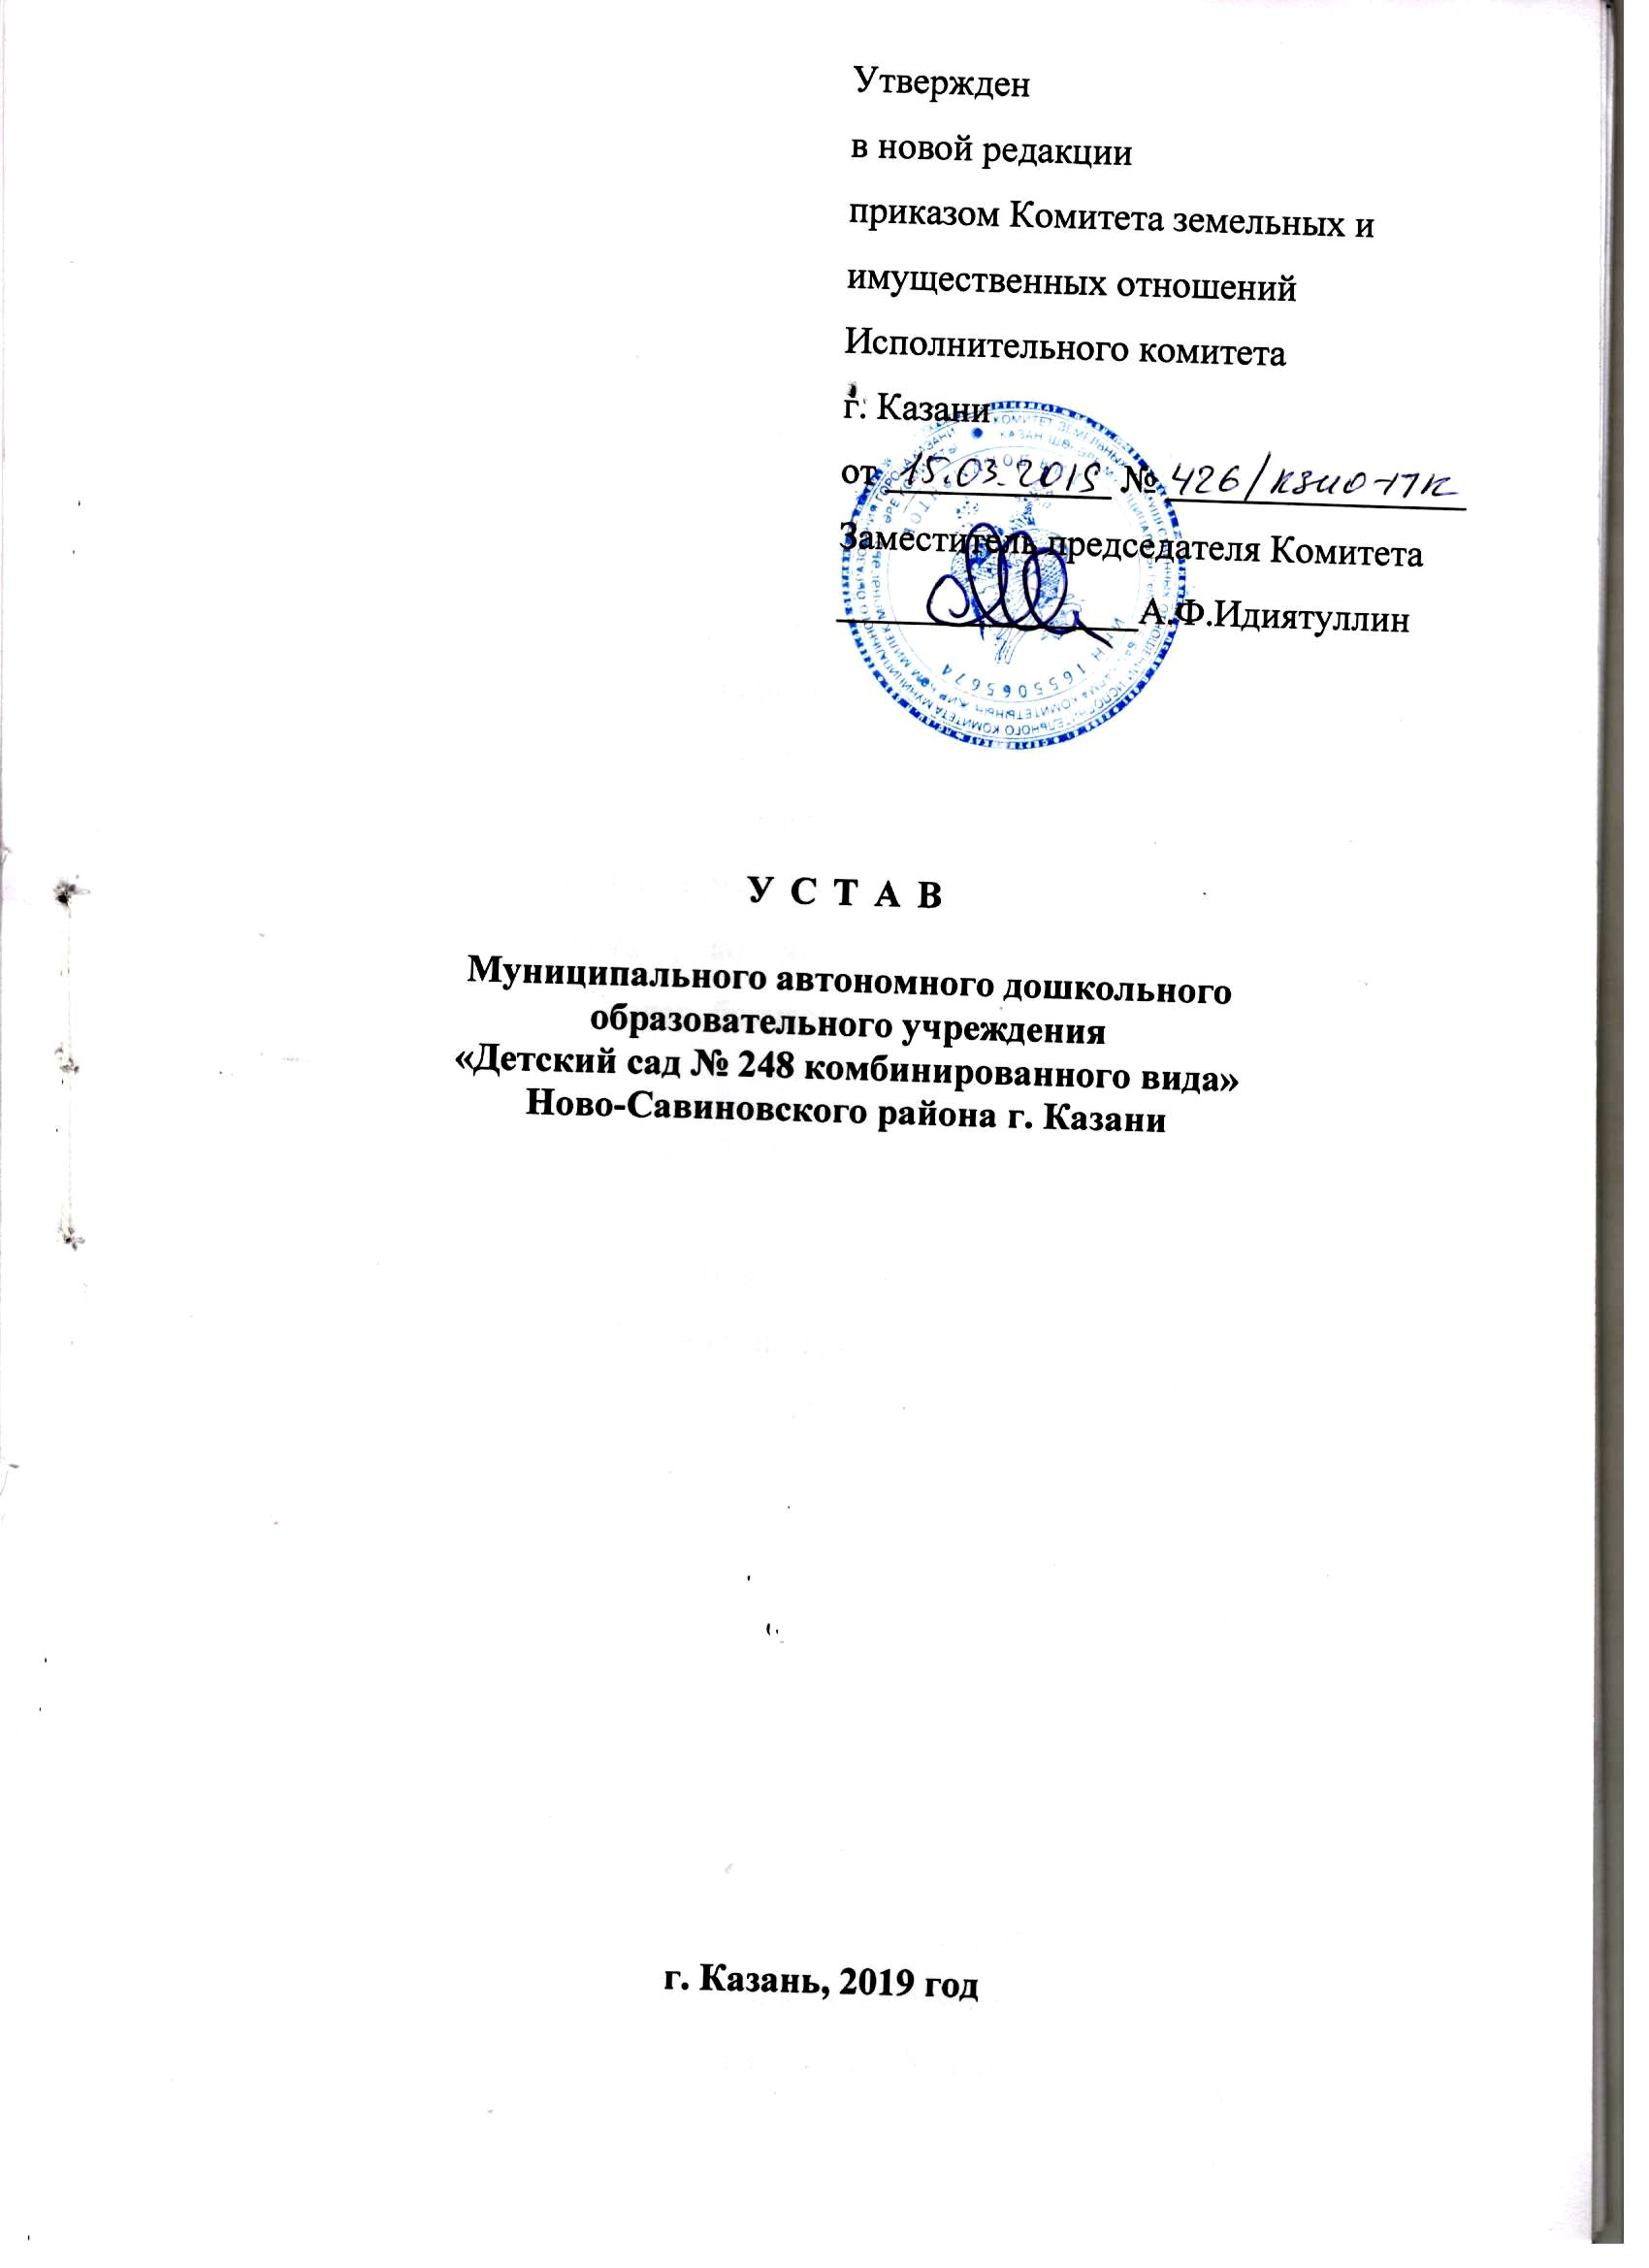 Утвержден
в новой редакции
приказом Комитета земельных и
имущественных отношений
Исполнительного комитета
г. Казани
от 15.03.2019 № 426/КЗИО-ПК
Заместитель председателя Комитета
А.Ф.Идиятуллин
ИНН 1655065674
У С Т А В
Муниципального автономного дошкольного
образовательного учреждения
«Детский сад № 248 комбинированного вида»
Ново-Савиновского района г. Казани
г. Казань, 2019 год